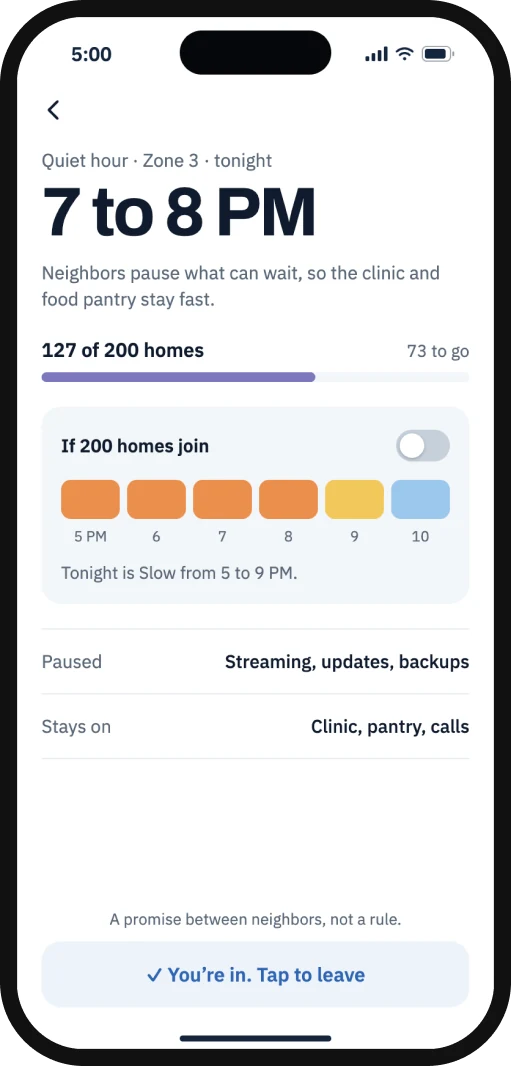 5:00
Quiet hour · Zone 3 · tonight
7 to 8 PM
Neighbors pause what can wait, so the clinic and
food pantry stay fast.
127 of 200 homes
73 to go
If 200 homes join
5 PM 6 7 8 9 10
Tonight is Slow from 5 to 9 PM.
Paused
Streaming, updates, backups
Stays on
Clinic, pantry, calls
A promise between neighbors, not a rule.
✓ You’re in. Tap to leave